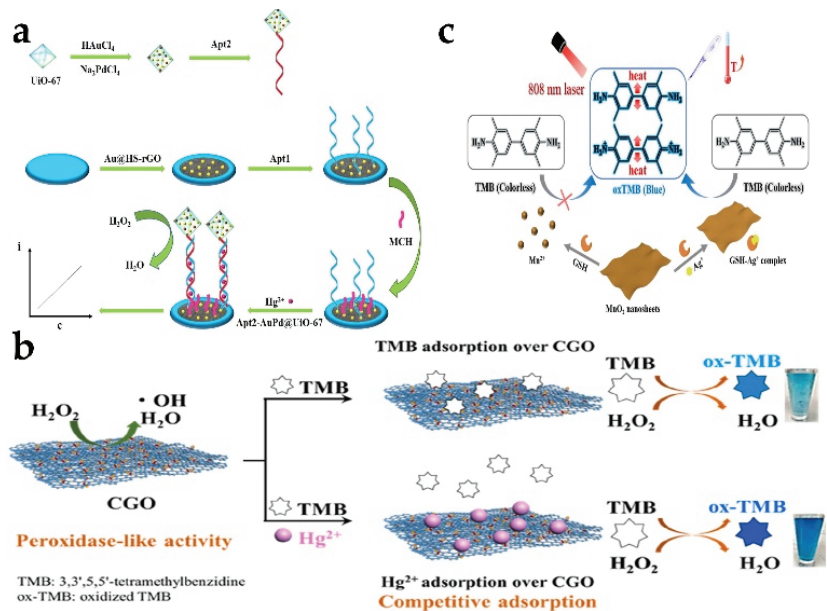 a
HAuCl₄
Apt2
UiO-67
Na₂PdCl₄
Au@HS-rGO
Apt1
H₂O₂
MCH
i
H₂O
Hg²⁺
c
Apt2-AuPd@UiO-67
c
808 nm laser
heat
T
H₂N
NH₂
heat
H₂N
NH₂
TMB (Colorless)
oxTMB (Blue)
TMB (Colorless)
Mn²⁺
GSH
Ag⁺
GSH-Ag⁺ complex
MnO₂ nanosheets
b
TMB adsorption over CGO
H₂O₂
• OH
H₂O
TMB
TMB
ox-TMB
H₂O₂
H₂O
CGO
Peroxidase-like activity
TMB
Hg²⁺
TMB
ox-TMB
H₂O₂
H₂O
TMB: 3,3',5,5'-tetramethylbenzidine
ox-TMB: oxidized TMB
Hg²⁺ adsorption over CGO
Competitive adsorption